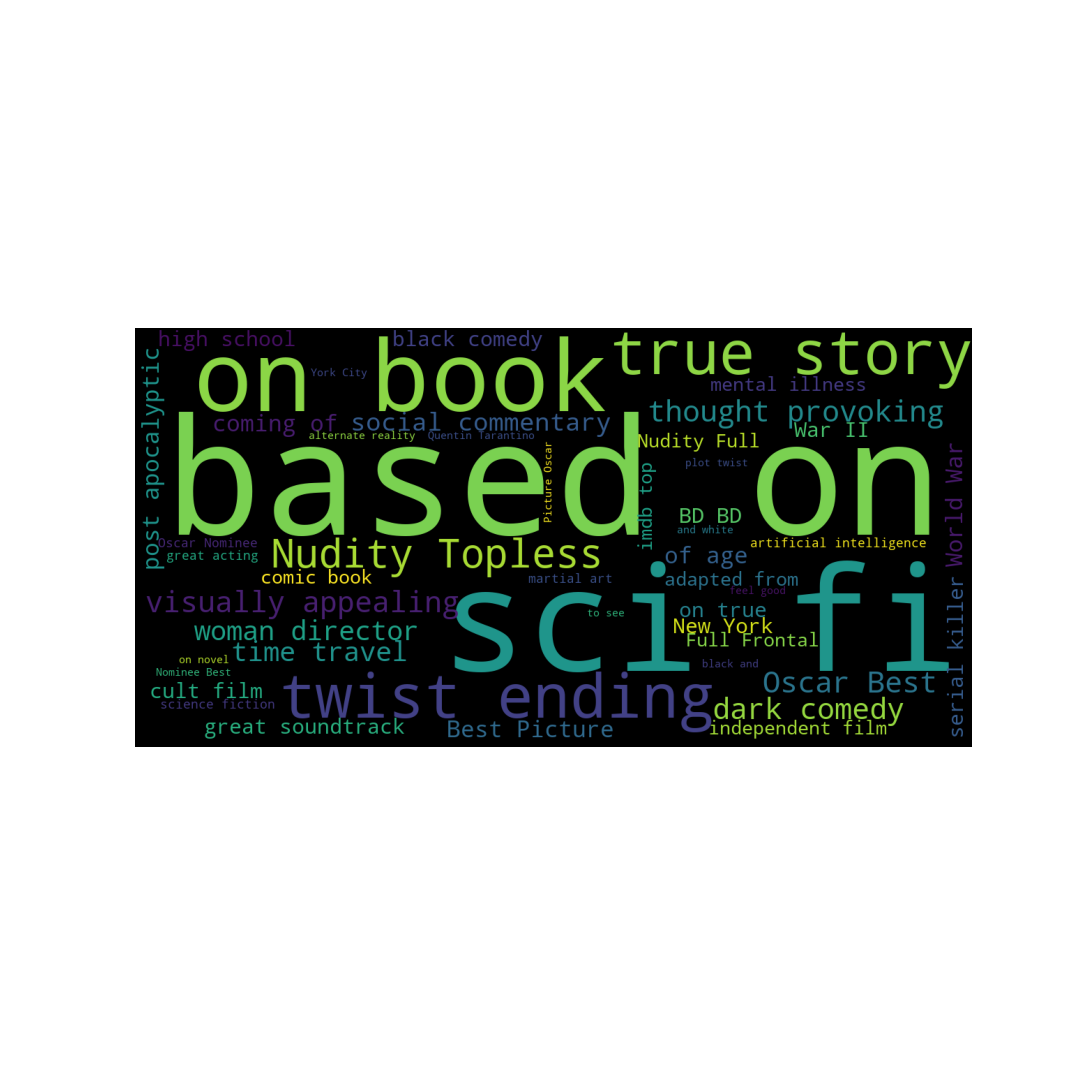 high school
black comedy
true story
on book
York City
mental illness
post apocalyptic
thought provoking
coming of
social commentary
War II
alternate reality
Quentin Tarantino
Nudity Full
based on
Picture Oscar
imdb top
plot twist
World War
BD BD
and white
Oscar Nominee
great acting
Nudity Topless
of age
artificial intelligence
comic book
martial art
adapted from
feel good
sci fi
visually appealing
to see
on true
New York
serial killer
woman director
Full Frontal
time travel
on novel
black and
Nominee Best
twist ending
Oscar Best
cult film
science fiction
dark comedy
great soundtrack
Best Picture
independent film